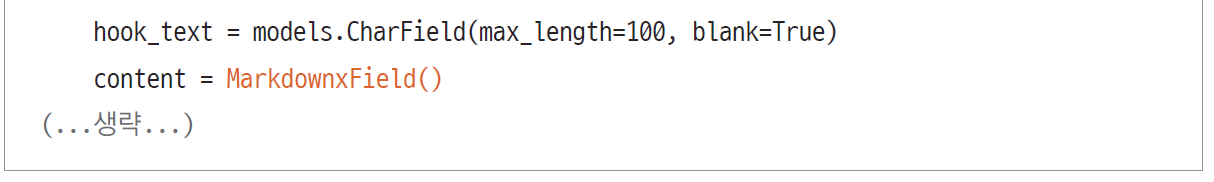 hook_text = models.CharField(max_length=100, blank=True)
content = MarkdownxField()
(...생략...)